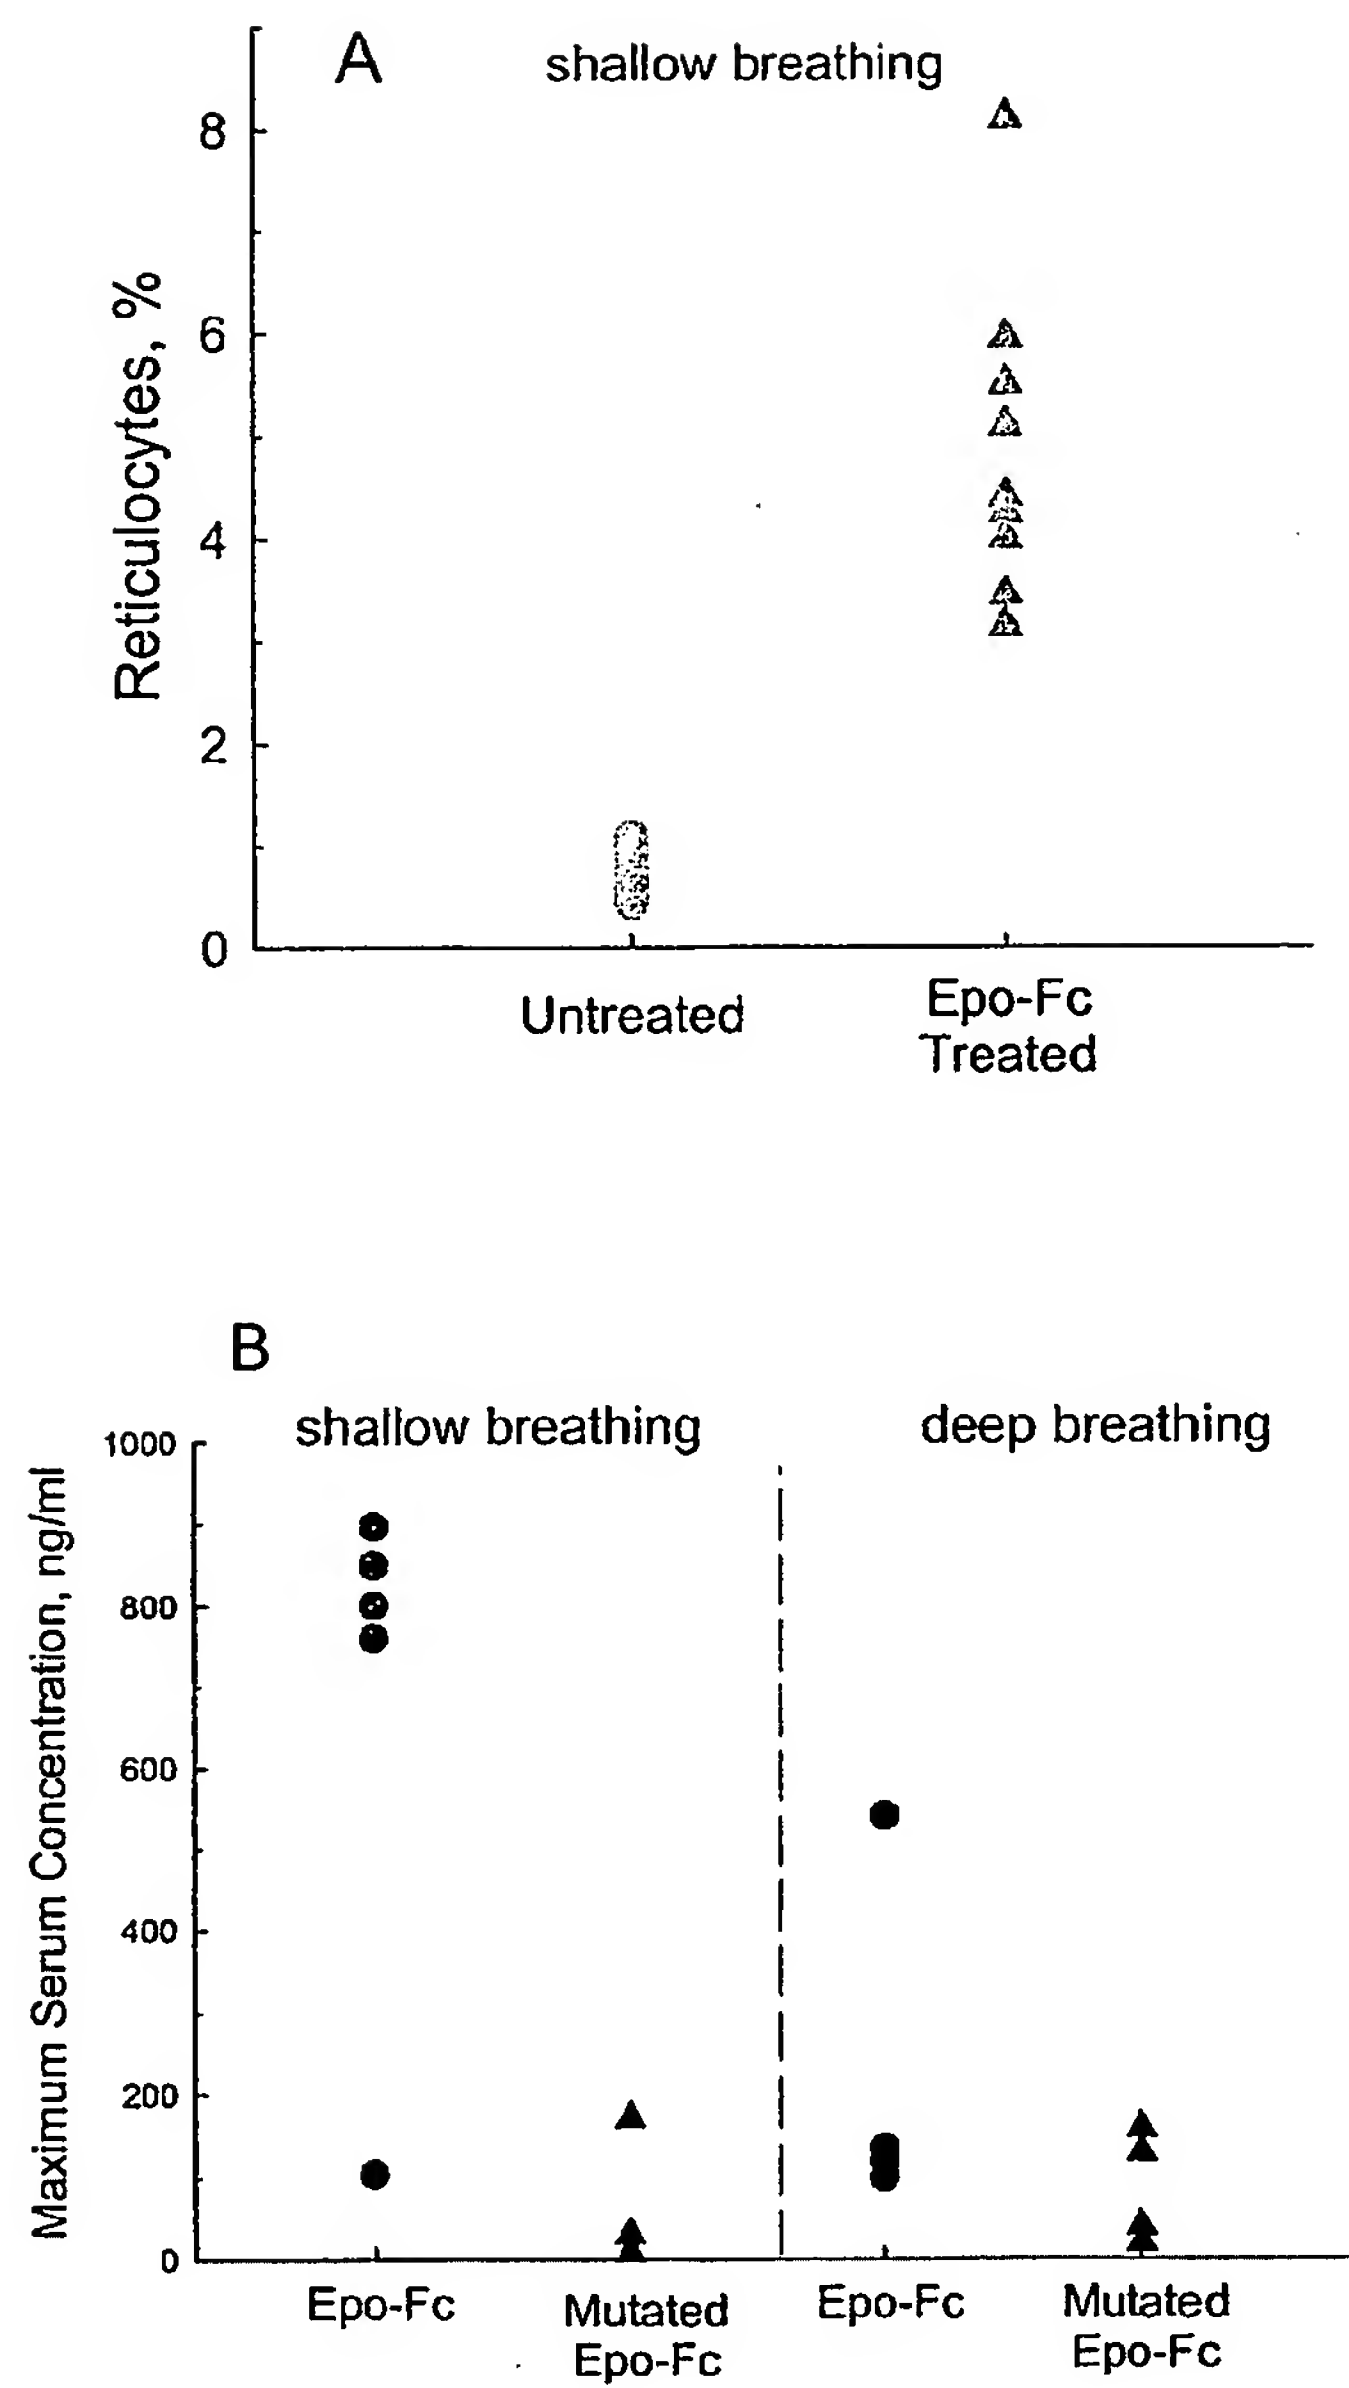 A
shallow breathing
Reticulocytes, %
8
6
4
2
0
Untreated
Epo-Fc
Treated
B
shallow breathing
deep breathing
Maximum Serum Concentration, ng/ml
1000
800
600
400
200
0
Epo-Fc
Mutated
Epo-Fc
Epo-Fc
Mutated
Epo-Fc